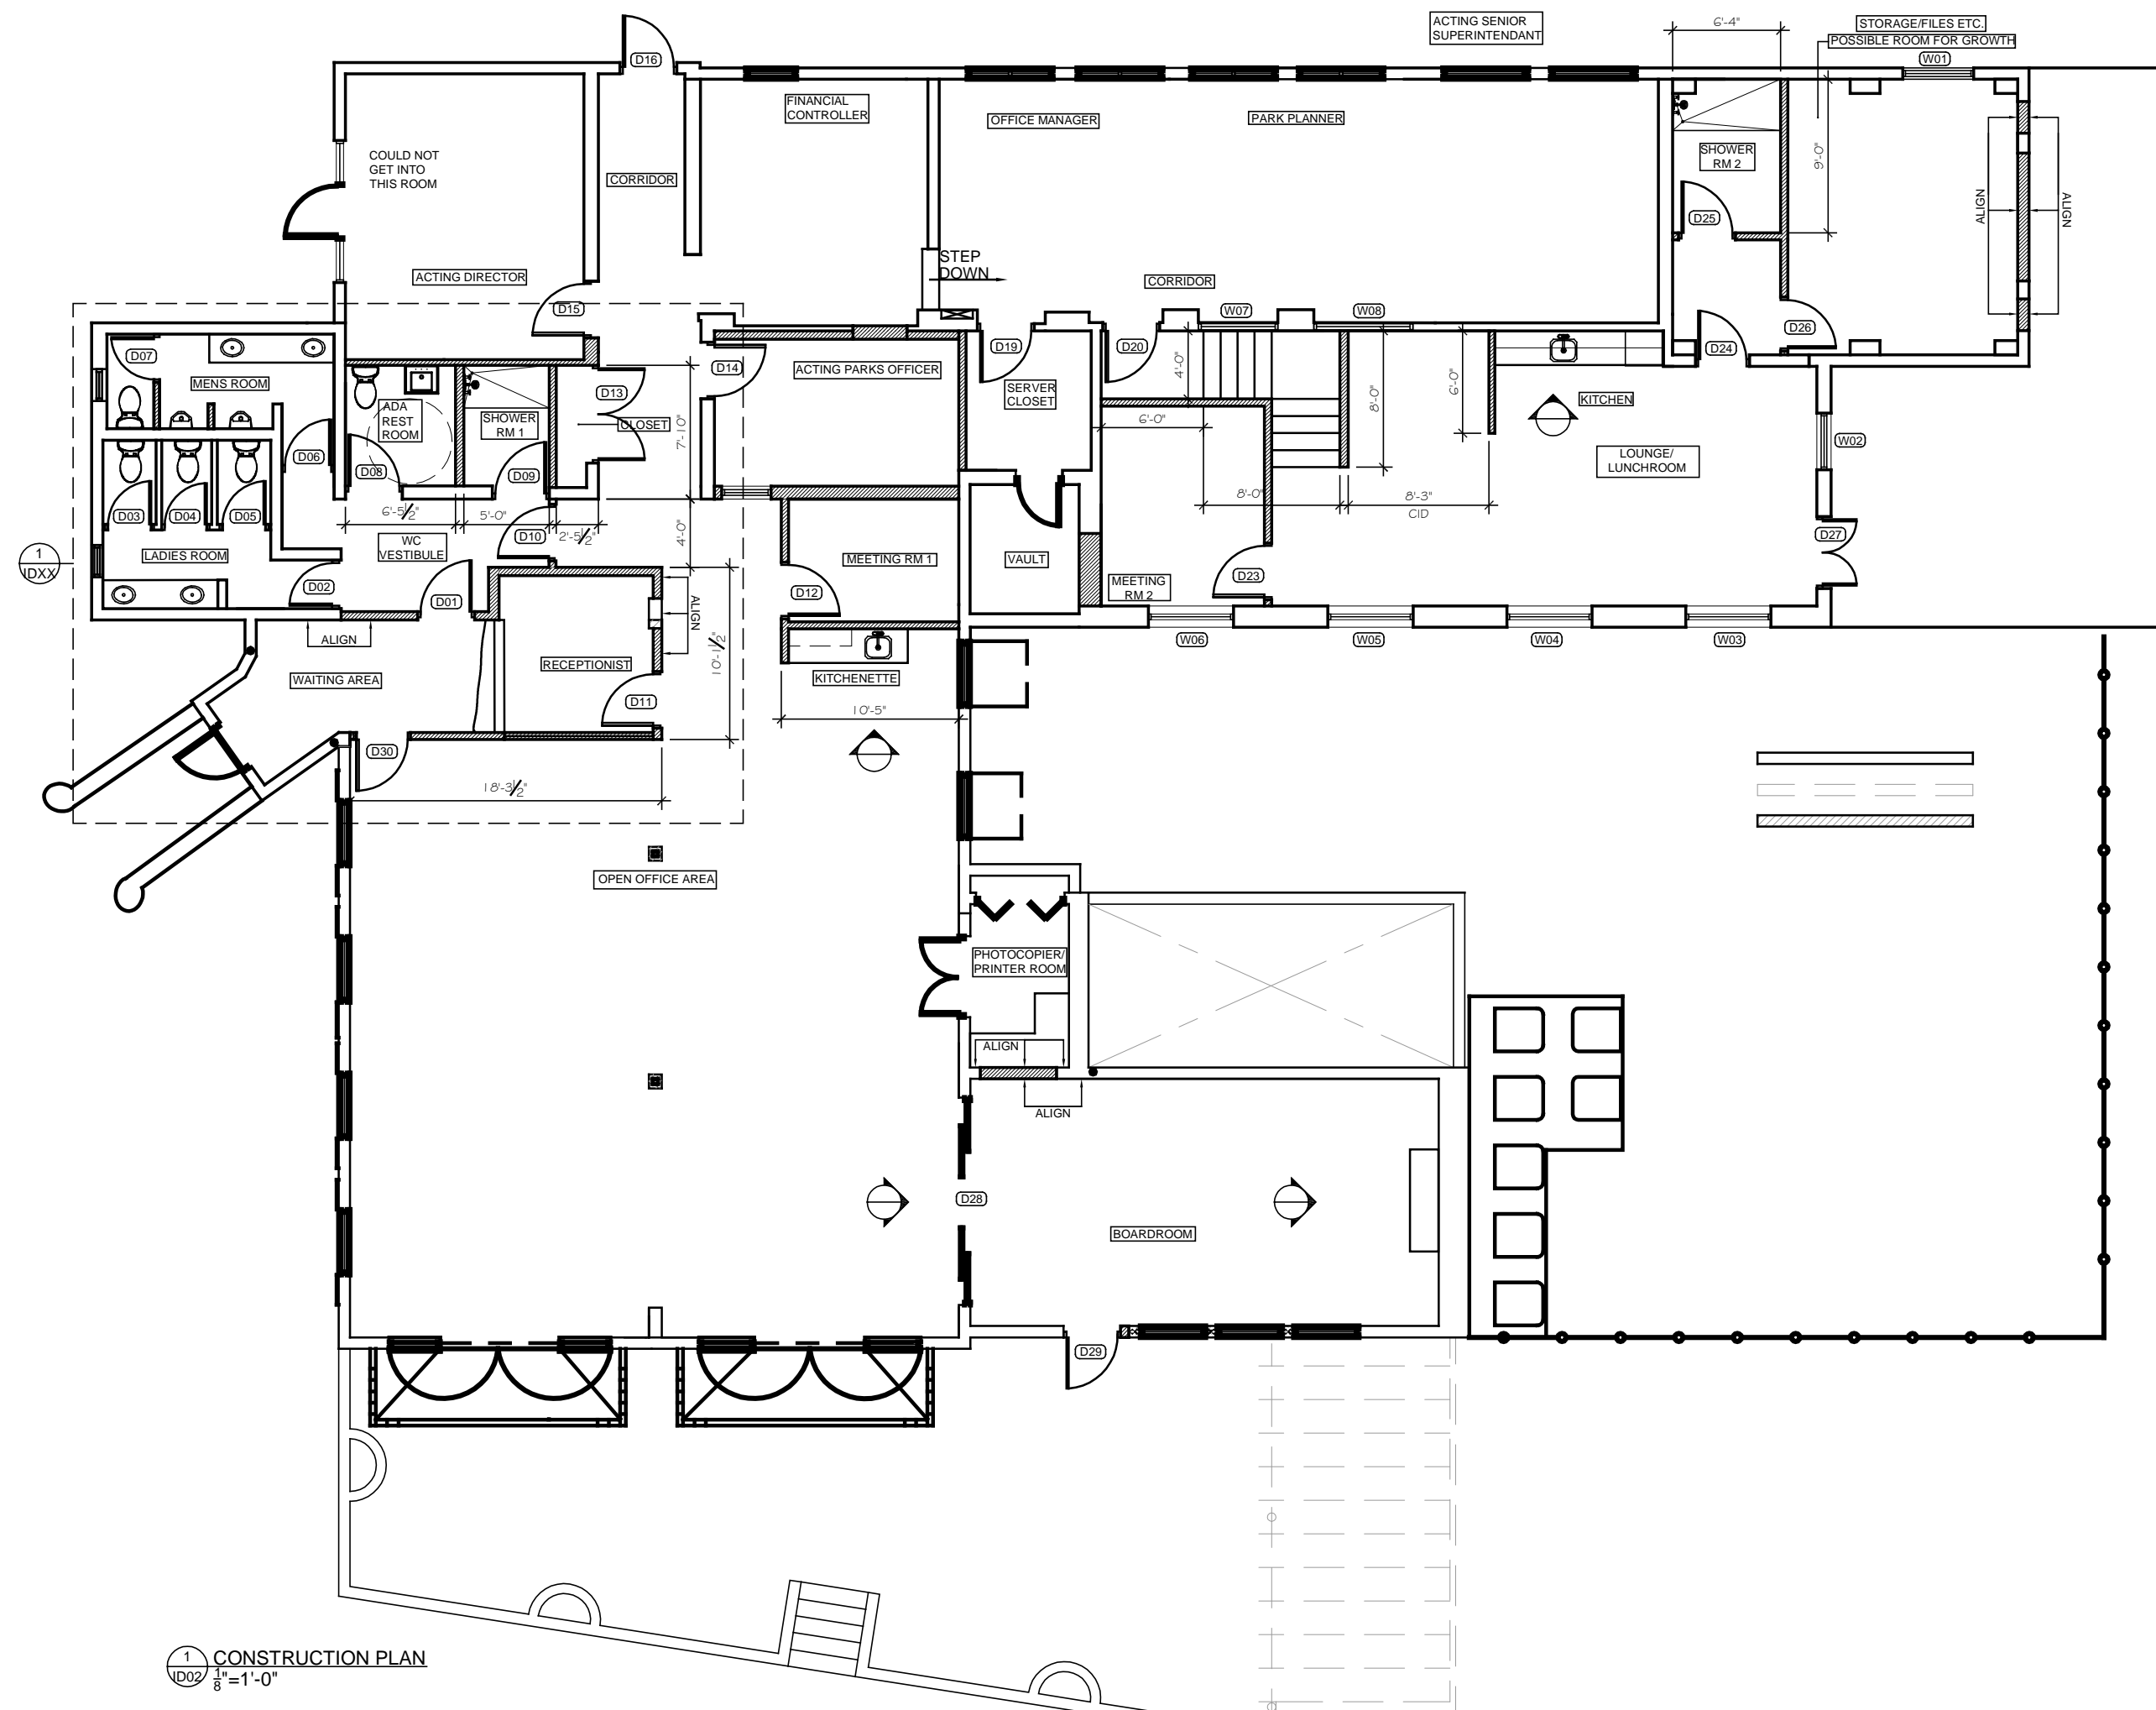 ACTING SENIOR
SUPERINTENDANT
6'-4"
STORAGE/FILES ETC.
POSSIBLE ROOM FOR GROWTH
W01
D16
FINANCIAL
CONTROLLER
OFFICE MANAGER
PARK PLANNER
COULD NOT
GET INTO
THIS ROOM
CORRIDOR
SHOWER
RM 2
9'-0"
ALIGN
ALIGN
D25
ACTING DIRECTOR
STEP
DOWN
CORRIDOR
D15
W07
W08
D26
D07
MENS ROOM
D14
ACTING PARKS OFFICER
D19
D20
4'-0"
D24
SERVER
CLOSET
8'-0"
6'-0"
KITCHEN
ADA
REST
ROOM
SHOWER
RM 1
D13
CLOSET
7'-10"
6'-0"
W02
D06
D08
D09
LOUNGE/
LUNCHROOM
D03
D04
D05
6'-5 1/2"
5'-0"
2'-5 1/2"
D10
4'-0"
8'-0"
8'-3"
CID
D27
1
IDXX
LADIES ROOM
WC
VESTIBULE
MEETING RM 1
VAULT
MEETING
RM 2
D23
D02
D01
D12
ALIGN
ALIGN
10'-1 1/2"
W06
W05
W04
W03
WAITING AREA
RECEPTIONIST
KITCHENETTE
D11
10'-5"
D30
18'-3 1/2"
OPEN OFFICE AREA
PHOTOCOPIER/
PRINTER ROOM
ALIGN
ALIGN
D28
BOARDROOM
D29
1
ID02
CONSTRUCTION PLAN
1/8"=1'-0"